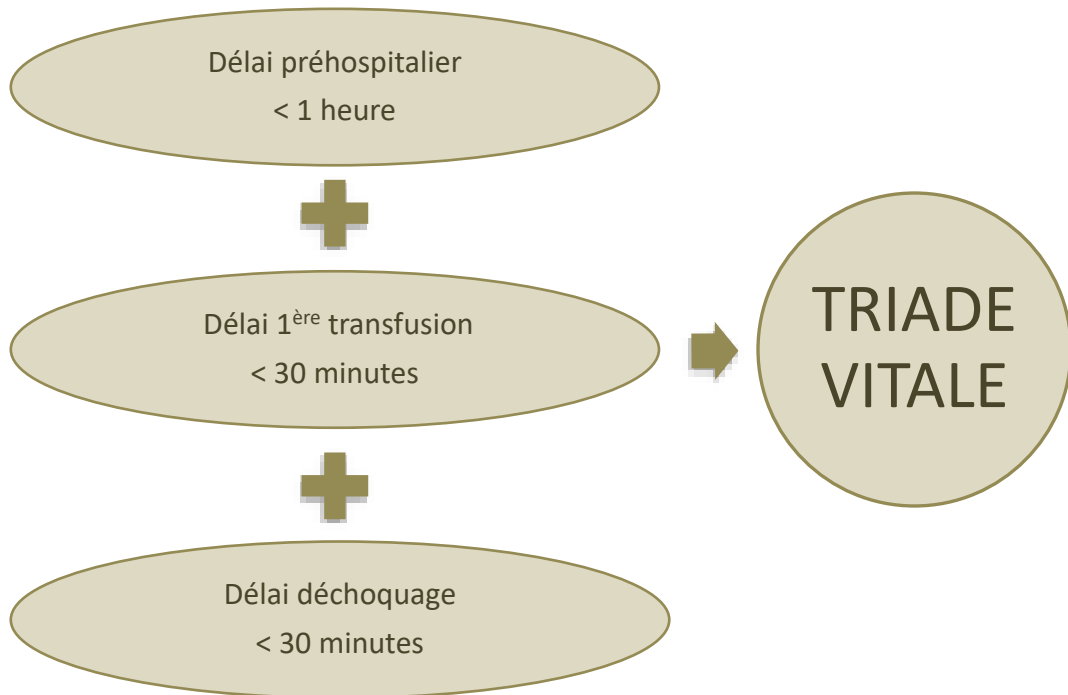 Délai préhospitalier
< 1 heure
Délai 1ère transfusion
< 30 minutes
Délai déchoquage
< 30 minutes
TRIADE
VITALE